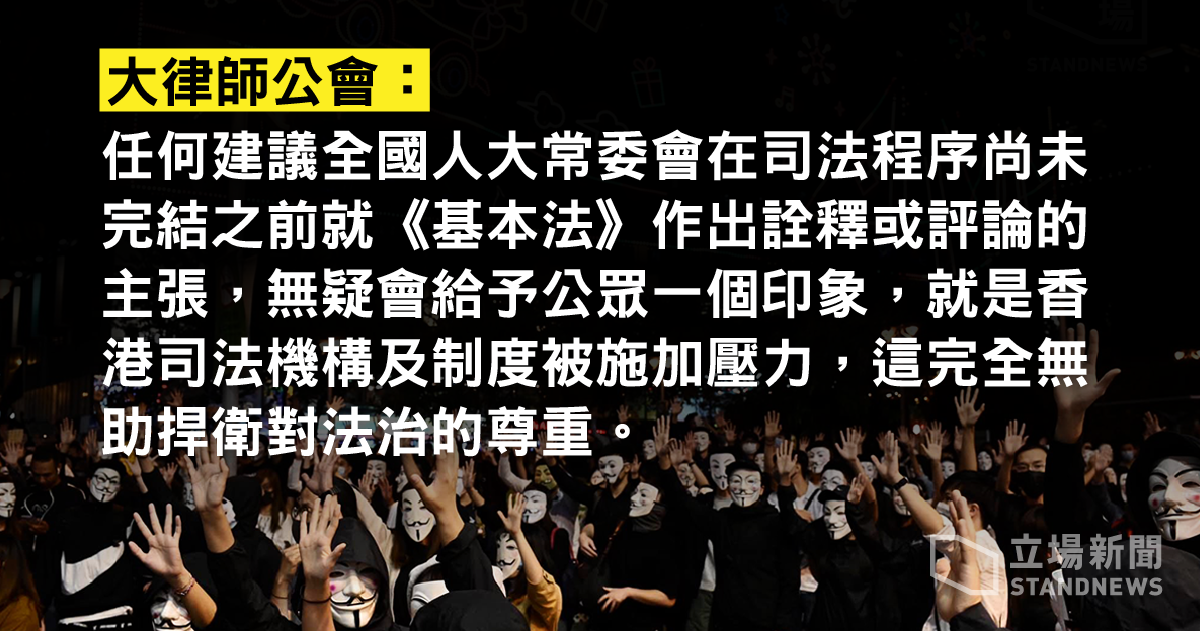 大律師公會：
任何建議全國人大常委會在司法程序尚未
完結之前就《基本法》作出詮釋或評論的
主張，無疑會給予公眾一個印象，就是香
港司法機構及制度被施加壓力，這完全無
助捍衛對法治的尊重。
立場新聞
STANDNEWS